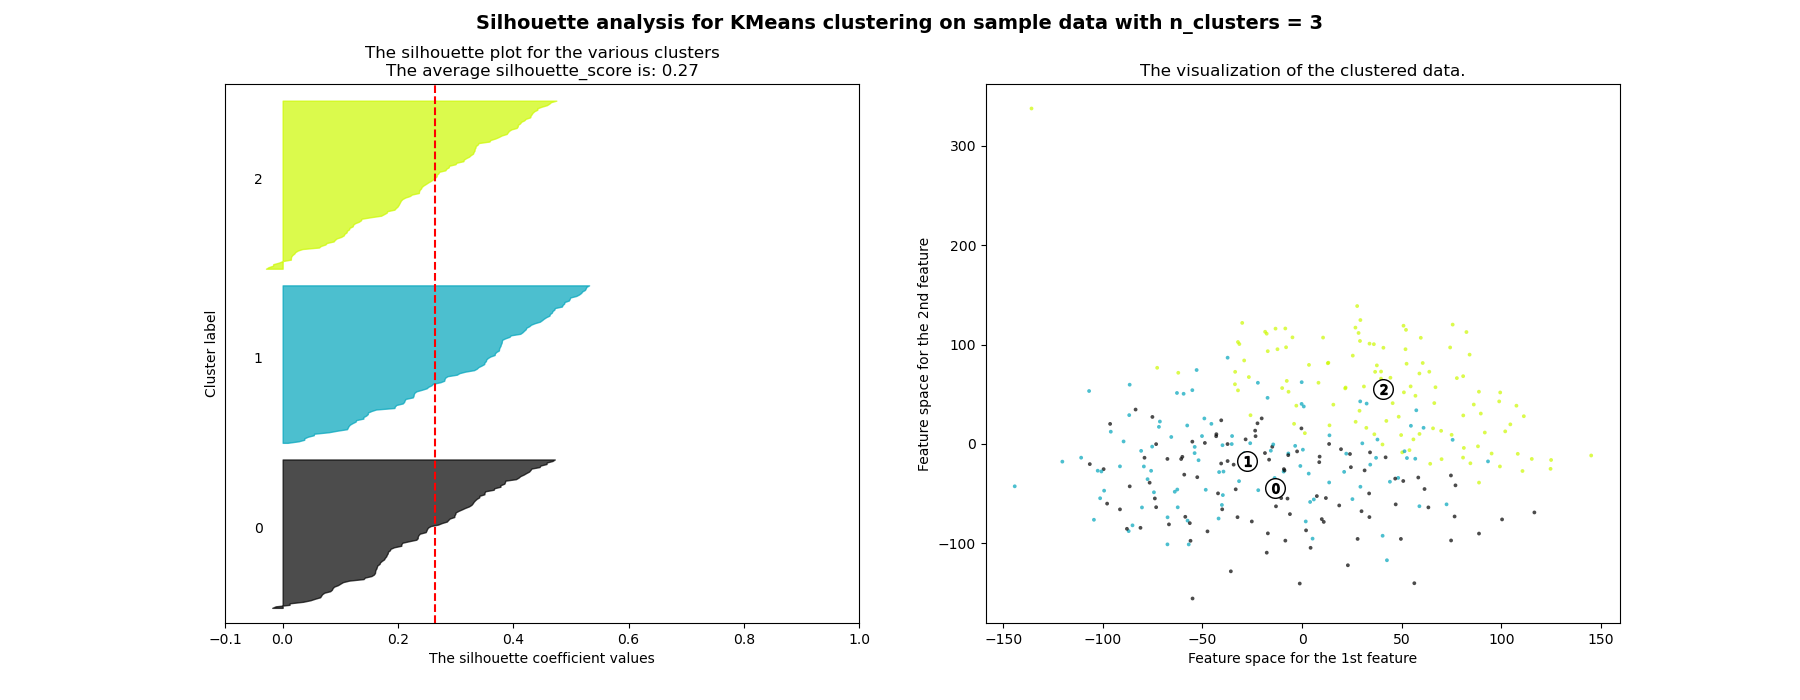 Silhouette analysis for KMeans clustering on sample data with n_clusters = 3
The silhouette plot for the various clusters
The average silhouette_score is: 0.27
2
1
0
Cluster label
−0.1 0.0 0.2 0.4 0.6 0.8 1.0
The silhouette coefficient values
The visualization of the clustered data.
300
200
100
0
−100
Feature space for the 2nd feature
2
1
0
−150 −100 −50 0 50 100 150
Feature space for the 1st feature